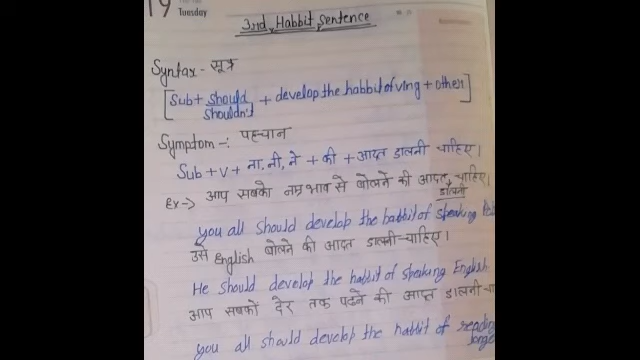 19
Tuesday
3rd Habbit Sentence
Syntax - सूत्र
[Sub + should + develop the habbit of ving + other]
shouldn't
Symptom -: पहचान
Sub + V + ना, नी, ने + की + आदत डालनी चाहिए।
Ex -> आप सबको नम्र भाव से बोलने की आदत चाहिए।
डालनी
you all should develop the habbit of speaking
उसे English बोलने की आदत डालनी चाहिए।
He should develop the habbit of speaking English
आप सबको देर तक पढने की आदत डालनी चा
you all should develop the habbit of reading
longer